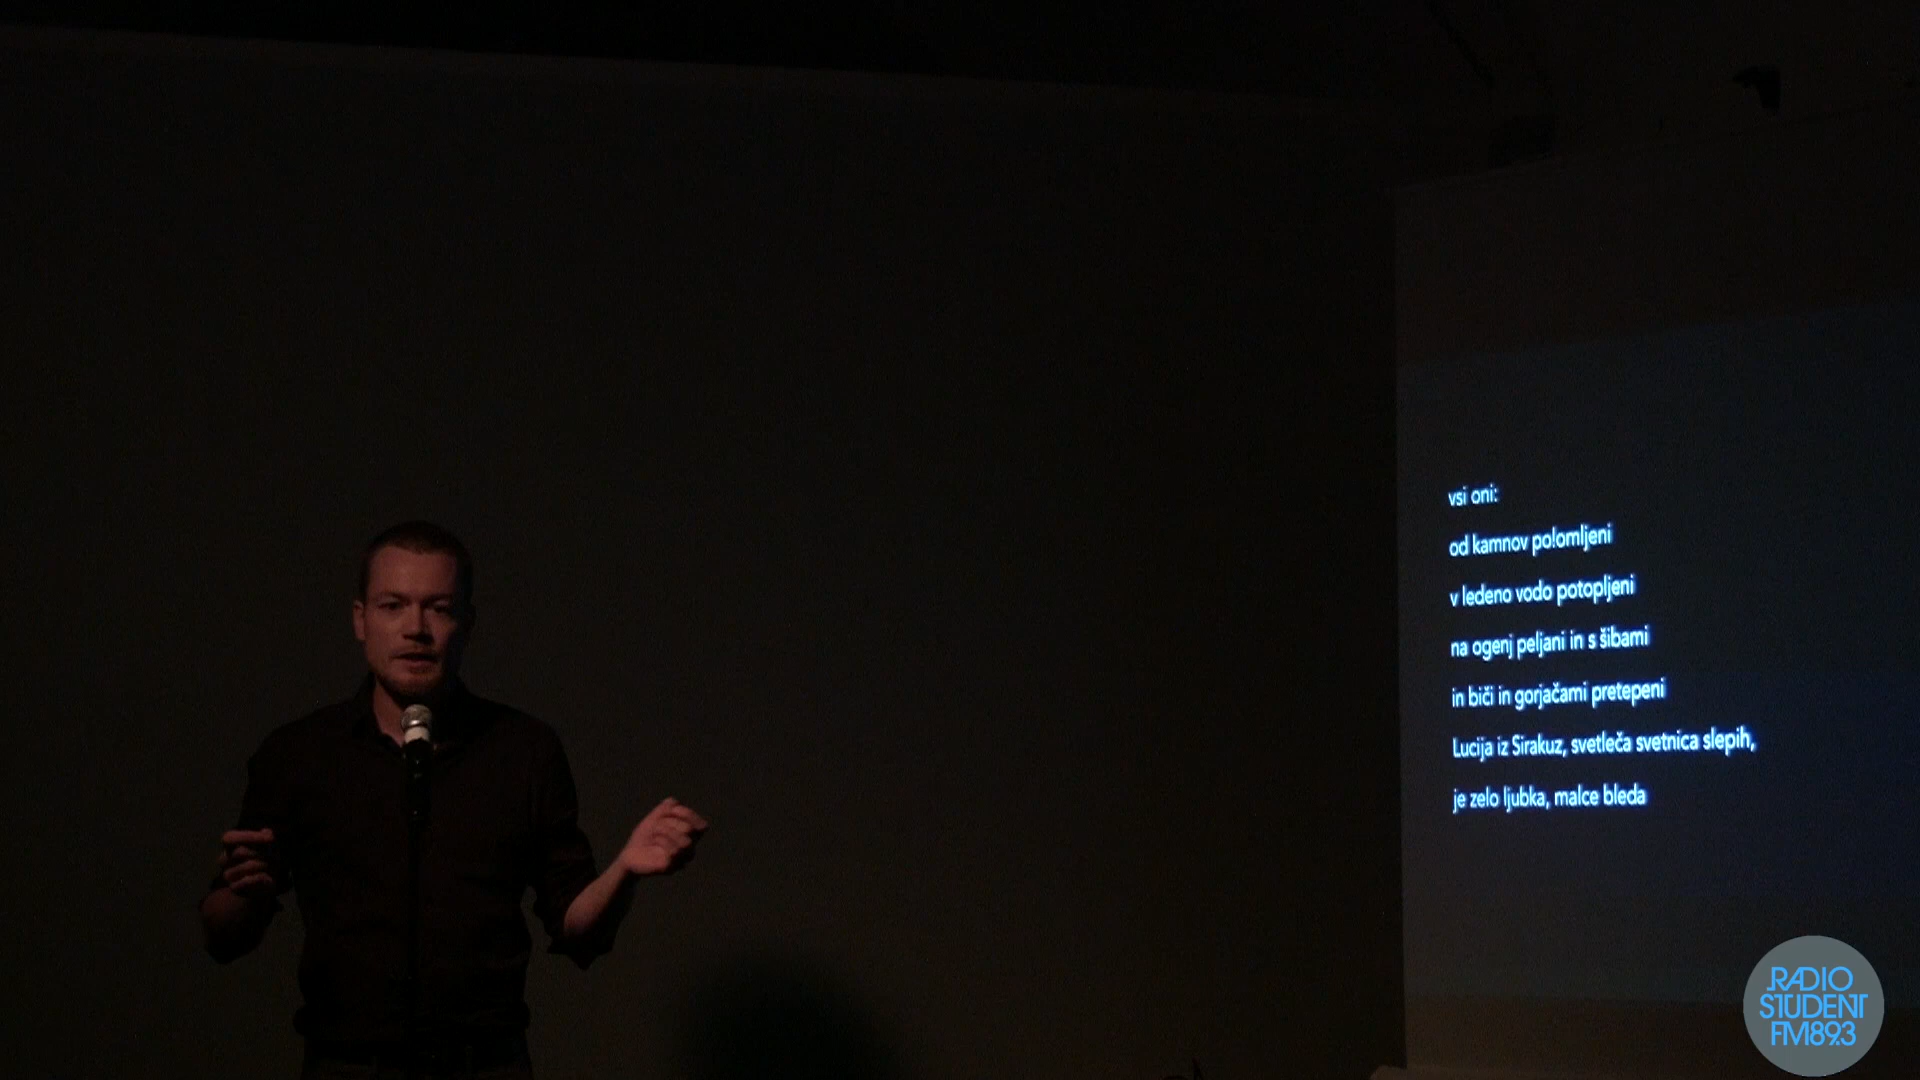 vsi oni:
od kamnov polomljeni
v ledeno vodo potopljeni
na ogenj peljani in s šibami
in biči in gorjačami pretepeni
Lucija iz Sirakuz, svetleča svetnica slepih,
je zelo ljubka, malce bleda
RADIO
STUDENT
FM89.3